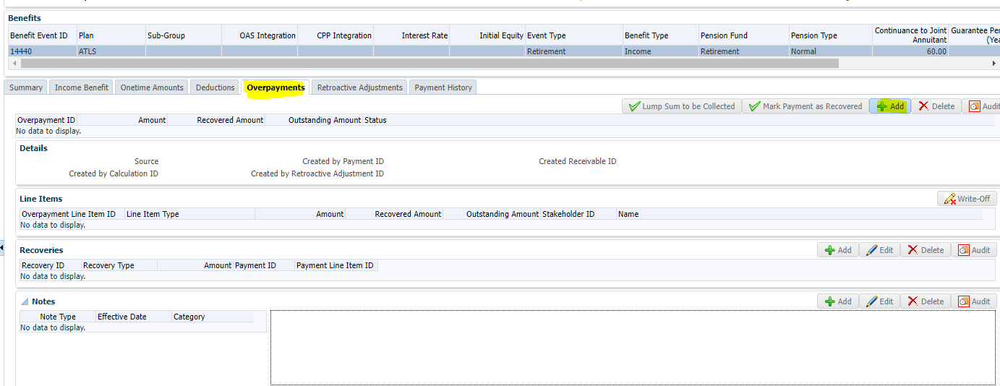 Benefits
Continuance to Joint Guarantee Per
Benefit Event ID Plan Sub-Group OAS Integration CPP Integration Interest Rate Initial Equity Event Type Benefit Type Pension Fund Pension Type Annuitant (Yea
14440 ATLS Retirement Income Retirement Normal 60.00
Summary Income Benefit Onetime Amounts Deductions Overpayments Retroactive Adjustments Payment History
Lump Sum to be Collected Mark Payment as Recovered Add Delete Audit
Overpayment ID Amount Recovered Amount Outstanding Amount Status
No data to display.
Details
Source Created by Payment ID Created Receivable ID
Created by Calculation ID Created by Retroactive Adjustment ID
Line Items Write-Off
Overpayment Line Item ID Line Item Type Amount Recovered Amount Outstanding Amount Stakeholder ID Name
No data to display.
Recoveries Add Edit Delete Audit
Recovery ID Recovery Type Amount Payment ID Payment Line Item ID
No data to display.
Notes Add Edit Delete Audit
Note Type Effective Date Category
No data to display.